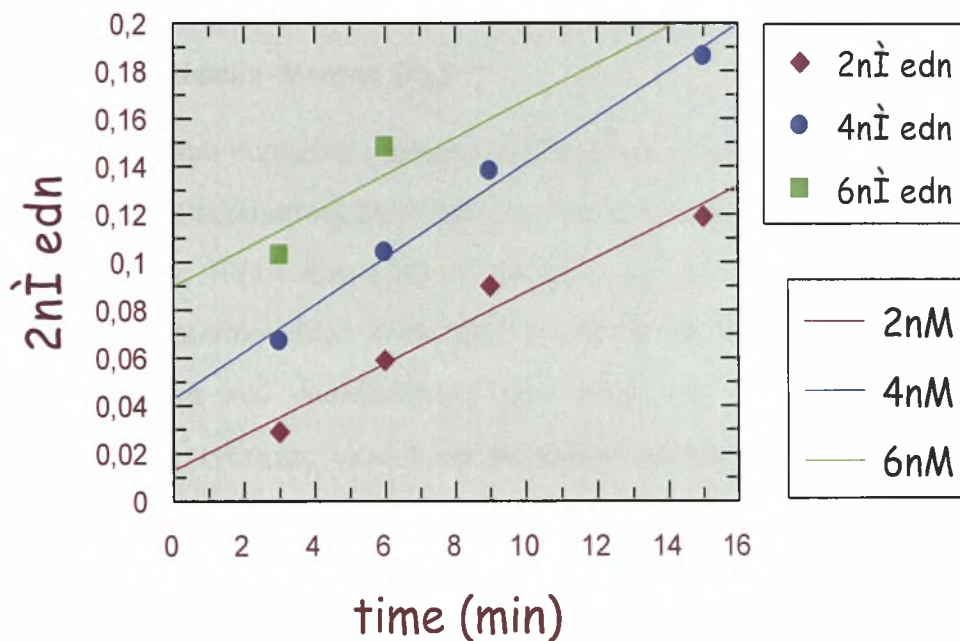 0,2
0,18
0,16
0,14
0,12
0,1
0,08
0,06
0,04
0,02
0
2nÌ edn
0 2 4 6 8 10 12 14 16
time (min)
2nÌ edn
4nÌ edn
6nÌ edn
2nM
4nM
6nM